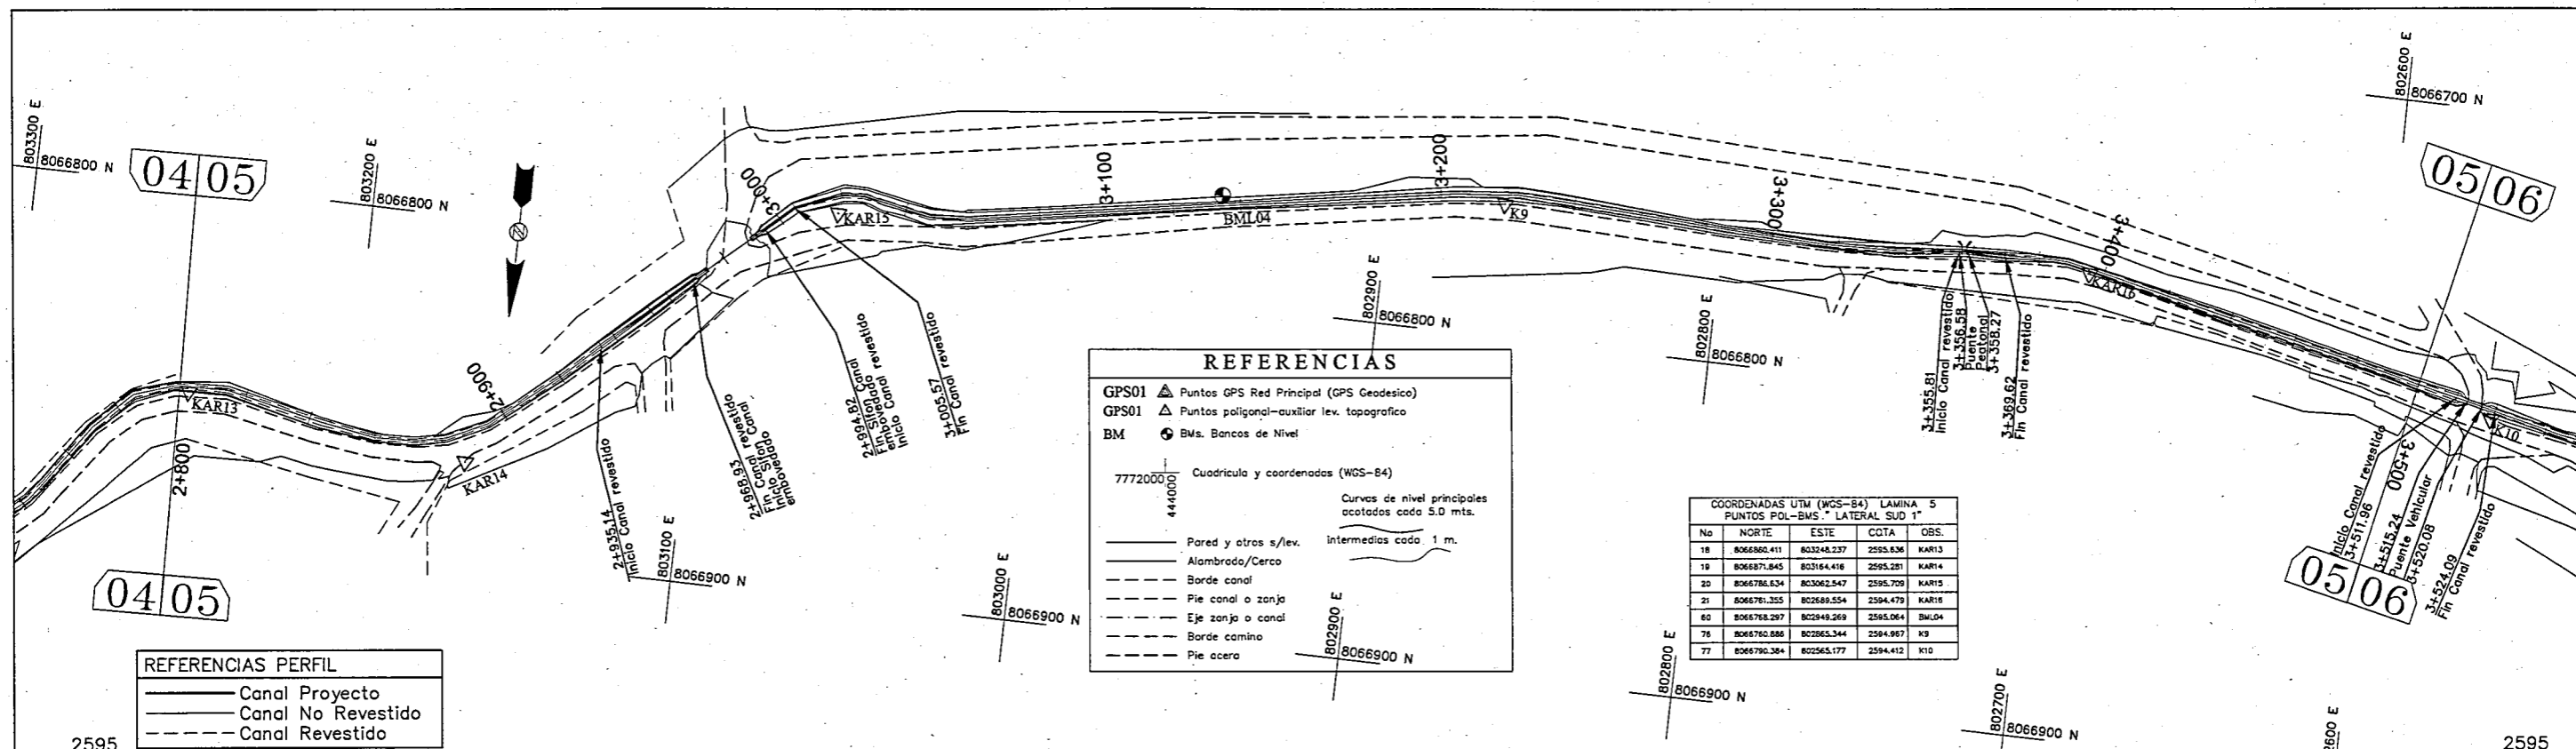 803300 E
8066800 N
04 05
803200 E
8066800 N
3+000
3+100
3+200
3+300
3+400
802600 E
8066700 N
05 06
KAR15
BML04
K9
KAR16
2+900
KAR13
2+800
KAR14
2+935.14
Inicio Canal revestido
2+968.93
Fin Canal revestido
Inicio Sifon Canal
embovedado
2+994.82
Fin Sifon Canal
embovedado
Inicio Canal revestido
3+005.57
Fin Canal revestido
802900 E
8066800 N
802800 E
8066800 N
3+355.81
Inicio Canal revestido
3+356.58
Puente
Peatonal
3+358.27
3+369.62
Fin Canal revestido
K10
3+500
Inicio Canal revestido
3+511.96
3+515.24
Puente Vehicular
3+520.08
3+524.09
Fin Canal revestido
05 06
04 05
803100 E
8066900 N
803000 E
8066900 N
REFERENCIAS
GPS01 Puntos GPS Red Principal (GPS Geodesico)
GPS01 Puntos poligonal-auxiliar lev. topografico
BM BMs. Bancos de Nivel
7772000
444000
Cuadricula y coordenadas (WGS-84)
Curvas de nivel principales
acotados cada 5.0 mts.
intermedias cada 1 m.
Pared y otros s/lev.
Alambrado/Cerco
Borde canal
Pie canal o zanja
Eje zanja o canal
Borde camino
Pie acera
802900 E
8066900 N
COORDENADAS UTM (WGS-84) LAMINA 5
PUNTOS POL-BMS." LATERAL SUD 1"
No NORTE ESTE COTA OBS.
18 8066860.411 803248.237 2595.836 KAR13
19 8066871.845 803164.416 2595.281 KAR14
20 8066786.634 803062.547 2595.709 KAR15
21 8066761.355 802689.554 2594.479 KAR16
60 8066768.297 802949.269 2595.064 BML04
76 8066760.886 802865.344 2594.967 K9
77 8066790.384 802565.177 2594.412 K10
802800 E
8066900 N
802700 E
8066900 N
2600 E
REFERENCIAS PERFIL
Canal Proyecto
Canal No Revestido
Canal Revestido
2595
2595